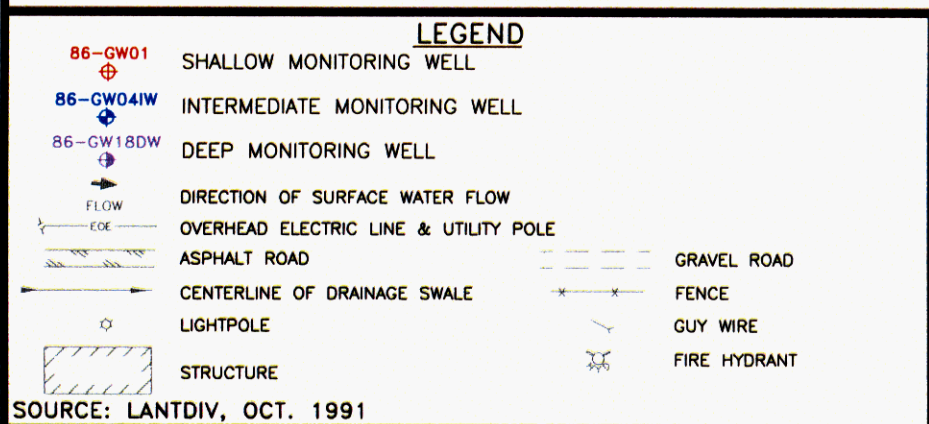 LEGEND
86-GW01
SHALLOW MONITORING WELL
86-GW04IW
INTERMEDIATE MONITORING WELL
86-GW18DW
DEEP MONITORING WELL
FLOW
DIRECTION OF SURFACE WATER FLOW
EOE
OVERHEAD ELECTRIC LINE & UTILITY POLE
ASPHALT ROAD
GRAVEL ROAD
CENTERLINE OF DRAINAGE SWALE
FENCE
LIGHTPOLE
GUY WIRE
STRUCTURE
FIRE HYDRANT
SOURCE: LANTDIV, OCT. 1991